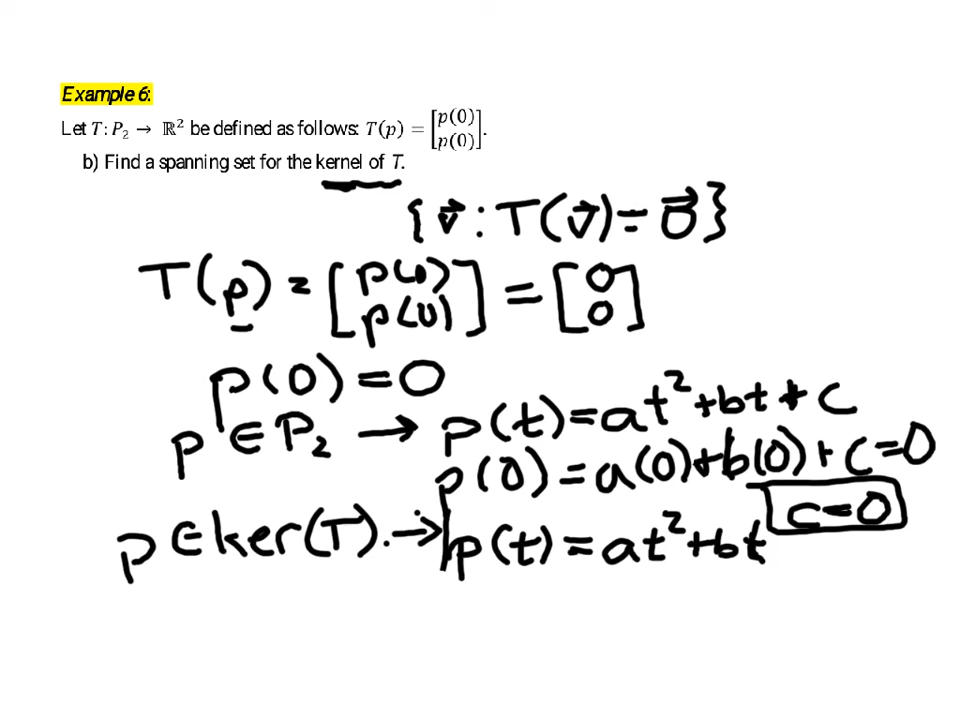 Example 6:
Let T: P₂ → ℝ² be defined as follows: T(p) = [p(0) p(0)].
b) Find a spanning set for the kernel of T.
{v⃗ : T(v⃗) = 0⃗}
T(p) = [p(0) p(0)] = [0 0]
p(0) = 0
p ∈ P₂ → p(t) = at² + bt + c
p(0) = a(0) + b(0) + c = 0
c = 0
p ∈ ker(T). → p(t) = at² + bt